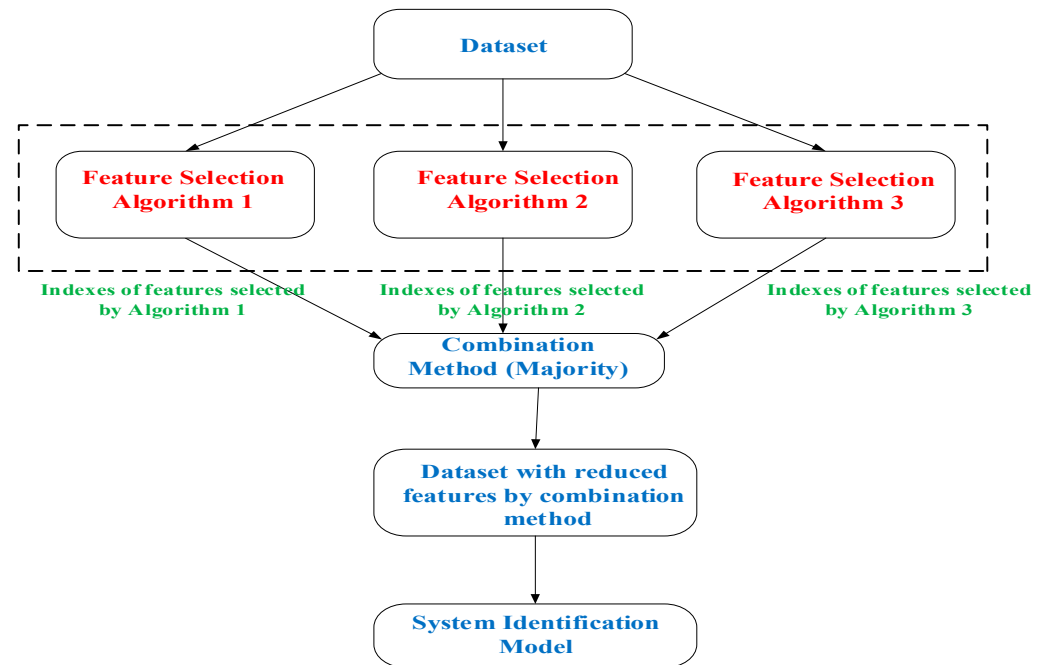 Dataset
Feature Selection
Algorithm 1
Feature Selection
Algorithm 2
Feature Selection
Algorithm 3
Indexes of features selected
by Algorithm 1
Indexes of features selected
by Algorithm 2
Indexes of features selected
by Algorithm 3
Combination
Method (Majority)
Dataset with reduced
features by combination
method
System Identification
Model